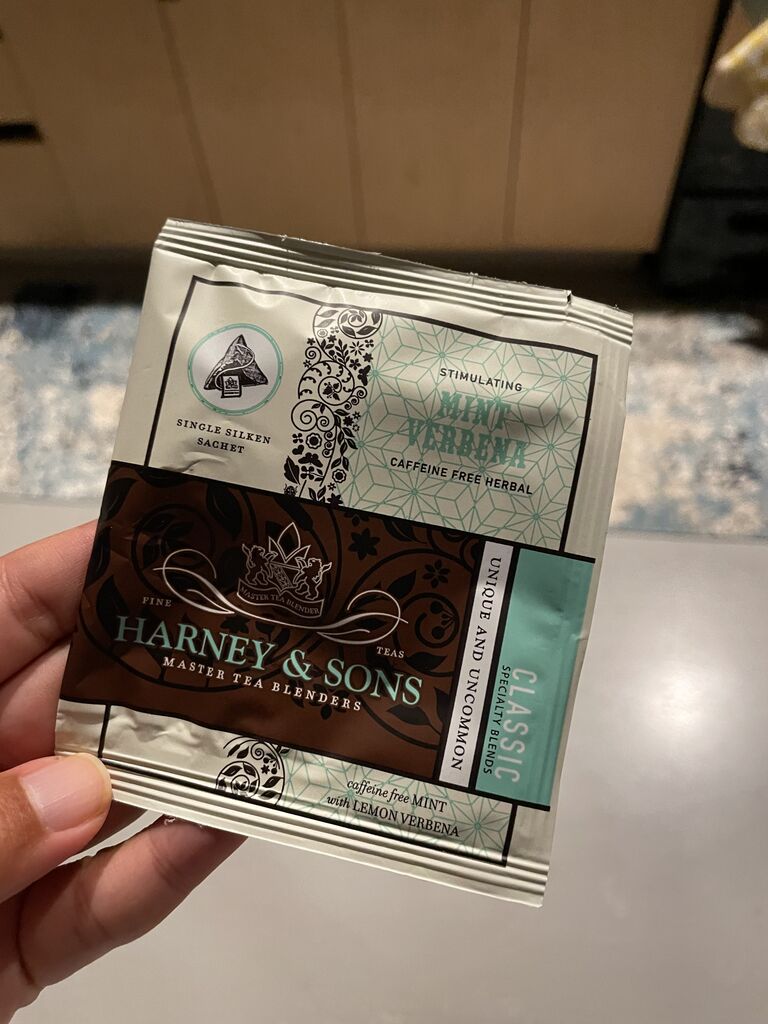 STIMULATING
MINT
VERBENA
CAFFEINE FREE HERBAL
SINGLE SILKEN
SACHET
MASTER TEA BLENDER
FINE
TEAS
HARNEY & SONS
MASTER TEA BLENDERS
UNIQUE AND UNCOMMON
CLASSIC
SPECIALTY BLENDS
caffeine free MINT
with LEMON VERBENA